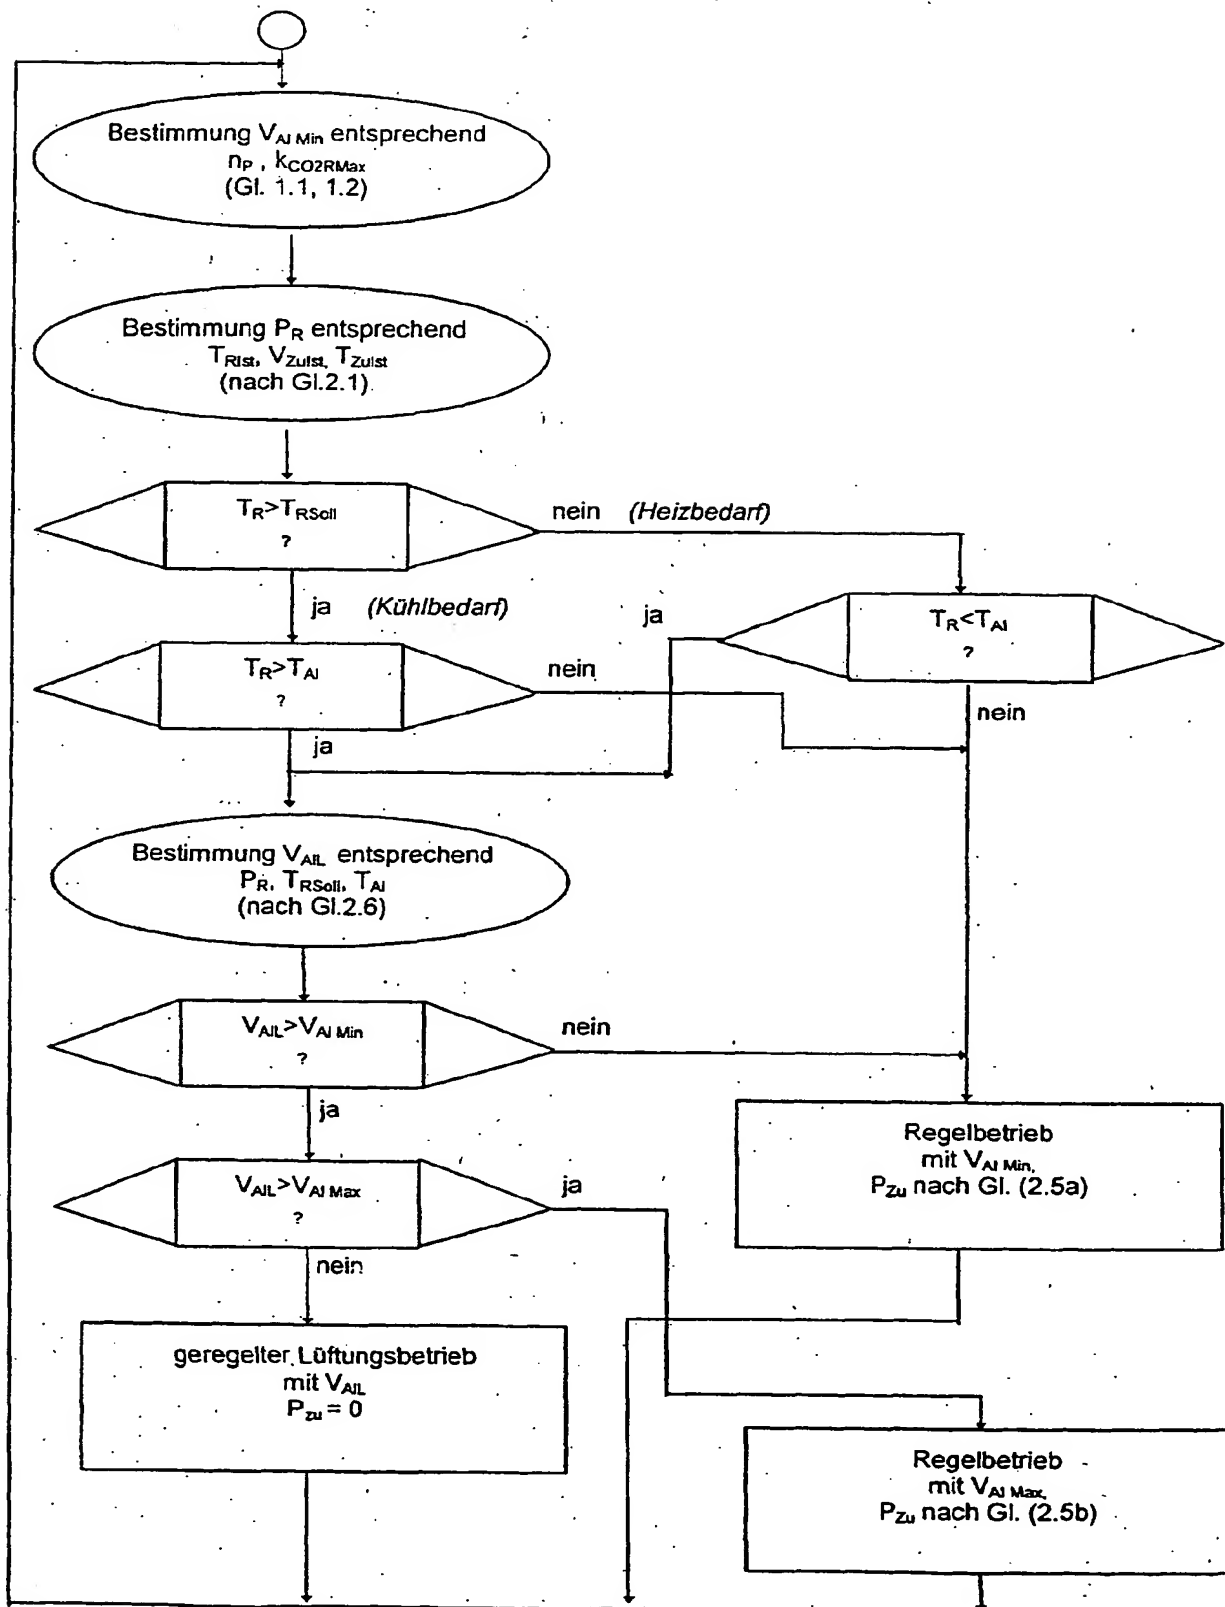 Bestimmung V_Al Min entsprechend
n_P , k_CO2RMax
(Gl. 1.1, 1.2)
Bestimmung P_R entsprechend
T_RIst, V_ZuIst, T_ZuIst
(nach Gl.2.1)
T_R>T_RSoll
?
nein (Heizbedarf)
ja (Kühlbedarf)
ja
T_R<T_Al
?
T_R>T_Al
?
nein
nein
ja
Bestimmung V_AlL entsprechend
P_R, T_RSoll, T_Al
(nach Gl.2.6)
V_AlL>V_Al Min
?
nein
ja
Regelbetrieb
mit V_Al Min,
P_Zu nach Gl. (2.5a)
V_AlL>V_Al Max
?
ja
nein
geregelter Lüftungsbetrieb
mit V_AlL
P_zu = 0
Regelbetrieb
mit V_Al Max,
P_Zu nach Gl. (2.5b)